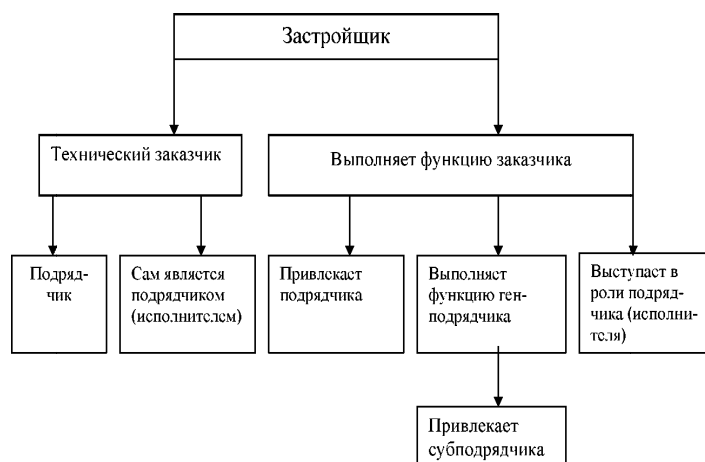 Застройщик
Технический заказчик
Выполняет функцию заказчика
Подряд-
чик
Сам является
подрядчиком
(исполнителем)
Привлекает
подрядчика
Выполняет
функцию ген-
подрядчика
Выступает в
роли подряд-
чика (исполни-
теля)
Привлекает
субподрядчика